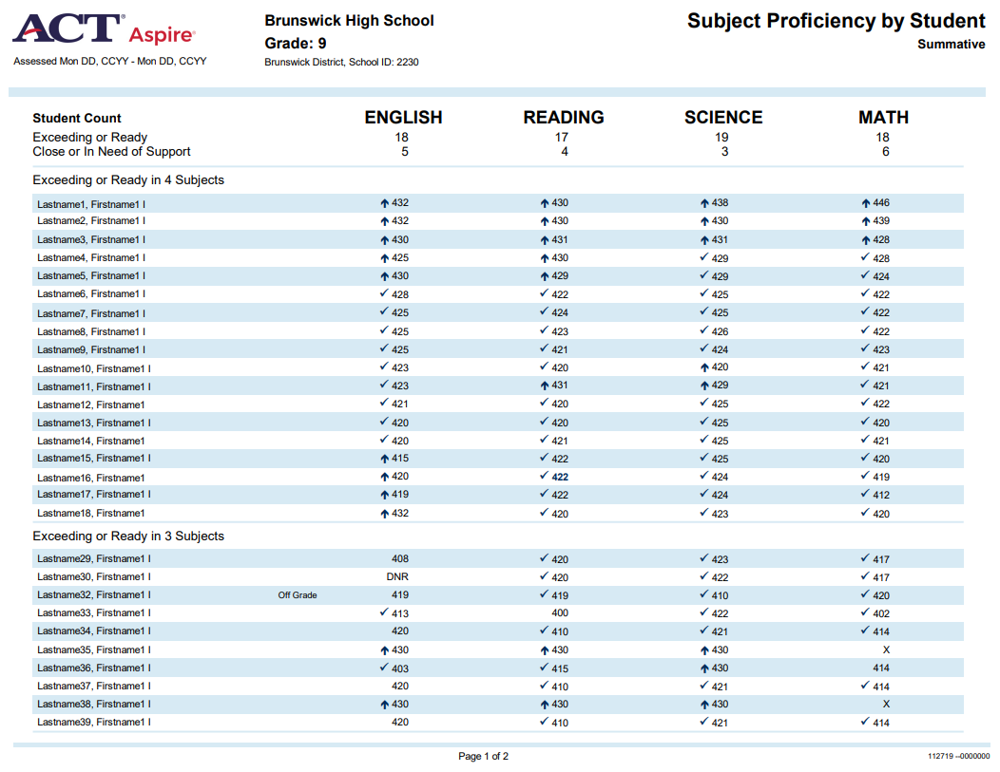 ACT® Aspire®
Assessed Mon DD, CCYY - Mon DD, CCYY
Brunswick High School
Grade: 9
Brunswick District, School ID: 2230
Subject Proficiency by Student
Summative
Student Count ENGLISH READING SCIENCE MATH
Exceeding or Ready 18 17 19 18
Close or In Need of Support 5 4 3 6
Exceeding or Ready in 4 Subjects
Lastname1, Firstname1 I 🡅 432 🡅 430 🡅 438 🡅 446
Lastname2, Firstname1 I 🡅 432 🡅 430 🡅 430 🡅 439
Lastname3, Firstname1 I 🡅 430 🡅 431 🡅 431 🡅 428
Lastname4, Firstname1 I 🡅 425 🡅 430 ✓ 429 ✓ 428
Lastname5, Firstname1 I 🡅 430 🡅 429 ✓ 429 ✓ 424
Lastname6, Firstname1 I ✓ 428 ✓ 422 ✓ 425 ✓ 422
Lastname7, Firstname1 I ✓ 425 ✓ 424 ✓ 425 ✓ 422
Lastname8, Firstname1 I ✓ 425 ✓ 423 ✓ 426 ✓ 422
Lastname9, Firstname1 I ✓ 425 ✓ 421 ✓ 424 ✓ 423
Lastname10, Firstname1 I ✓ 423 ✓ 420 🡅 420 ✓ 421
Lastname11, Firstname1 I ✓ 423 🡅 431 🡅 429 ✓ 421
Lastname12, Firstname1 ✓ 421 ✓ 420 ✓ 425 ✓ 422
Lastname13, Firstname1 I ✓ 420 ✓ 420 ✓ 425 ✓ 420
Lastname14, Firstname1 ✓ 420 ✓ 421 ✓ 425 ✓ 421
Lastname15, Firstname1 I 🡅 415 ✓ 422 ✓ 425 ✓ 420
Lastname16, Firstname1 🡅 420 ✓ 422 ✓ 424 ✓ 419
Lastname17, Firstname1 I 🡅 419 ✓ 422 ✓ 424 ✓ 412
Lastname18, Firstname1 🡅 432 ✓ 420 ✓ 423 ✓ 420
Exceeding or Ready in 3 Subjects
Lastname29, Firstname1 I 408 ✓ 420 ✓ 423 ✓ 417
Lastname30, Firstname1 I DNR ✓ 420 ✓ 422 ✓ 417
Lastname32, Firstname1 I Off Grade 419 ✓ 419 ✓ 410 ✓ 420
Lastname33, Firstname1 I ✓ 413 400 ✓ 422 ✓ 402
Lastname34, Firstname1 I 420 ✓ 410 ✓ 421 ✓ 414
Lastname35, Firstname1 I 🡅 430 🡅 430 🡅 430 X
Lastname36, Firstname1 I ✓ 403 ✓ 415 🡅 430 414
Lastname37, Firstname1 I 420 ✓ 410 ✓ 421 ✓ 414
Lastname38, Firstname1 I 🡅 430 🡅 430 🡅 430 X
Lastname39, Firstname1 I 420 ✓ 410 ✓ 421 ✓ 414
Page 1 of 2
112719 --0000000